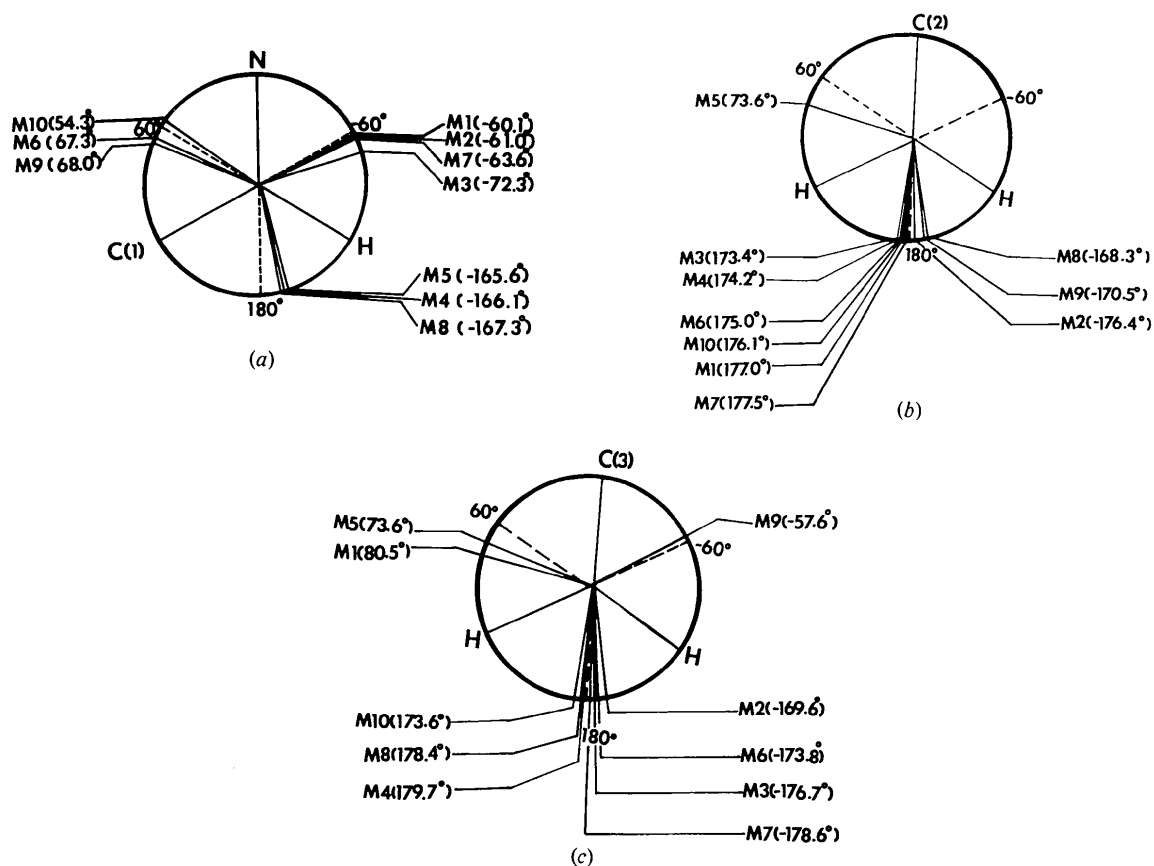 N
M10(54.3°)
60°
M6 (67.3)
M9 (68.0°)
-60°
M1(-60.1°)
M2(-61.0°)
M7(-63.6°)
M3(-72.3°)
C(1)
H
M5 (-165.6°)
M4 (-166.1°)
M8 (-167.3°)
180°
(a)
C(2)
60°
-60°
M5(73.6°)
H
H
M3(173.4°)
M4(174.2°)
180°
M8(-168.3°)
M9(-170.5°)
M2(-176.4°)
M6(175.0°)
M10(176.1°)
M1(177.0°)
M7(177.5°)
(b)
C(3)
60°
M5(73.6°)
M1(80.5°)
M9(-57.6°)
-60°
H
H
M10(173.6°)
M8(178.4°)
M4(179.7°)
180°
M2(-169.6°)
M6(-173.8°)
M3(-176.7°)
M7(-178.6°)
(c)